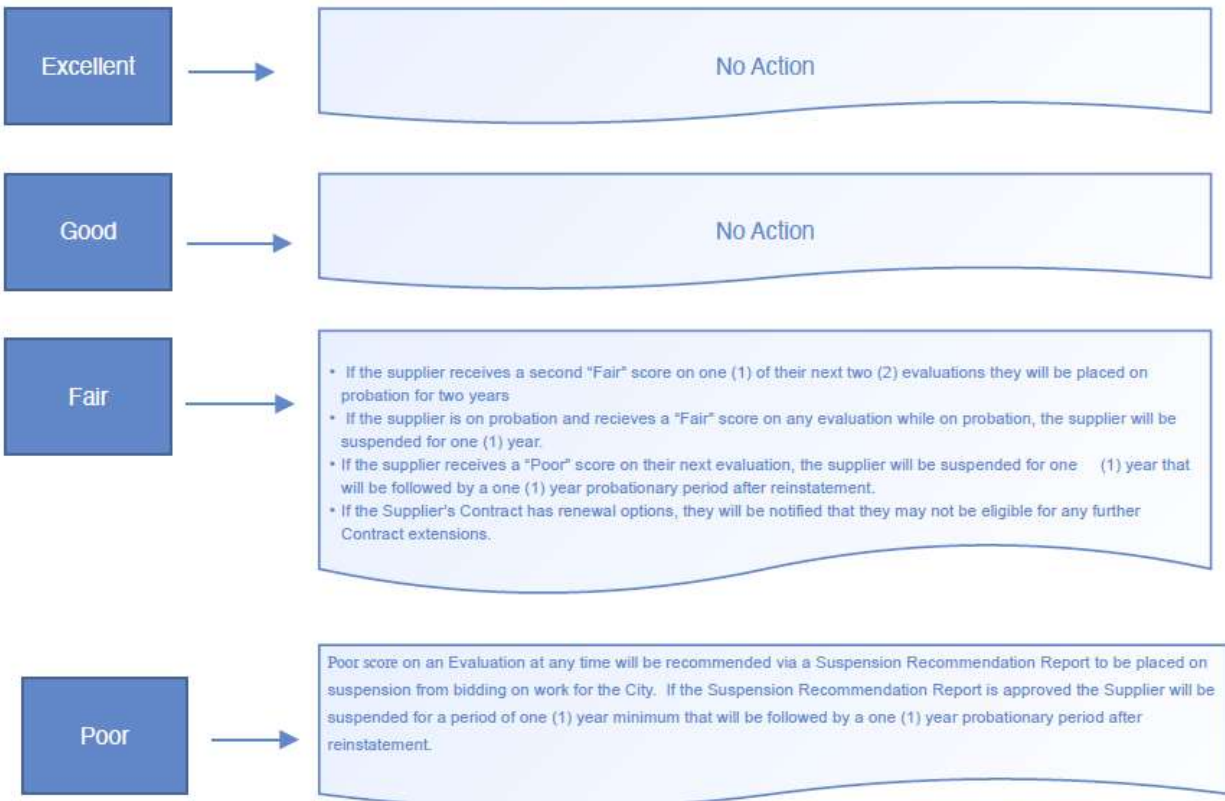 Excellent
No Action
Good
No Action
Fair
• If the supplier receives a second "Fair" score on one (1) of their next two (2) evaluations they will be placed on
probation for two years
• If the supplier is on probation and recieves a "Fair" score on any evaluation while on probation, the supplier will be
suspended for one (1) year.
• If the supplier receives a "Poor" score on their next evaluation, the supplier will be suspended for one (1) year that
will be followed by a one (1) year probationary period after reinstatement.
• If the Supplier's Contract has renewal options, they will be notified that they may not be eligible for any further
Contract extensions.
Poor
Poor score on an Evaluation at any time will be recommended via a Suspension Recommendation Report to be placed on
suspension from bidding on work for the City. If the Suspension Recommendation Report is approved the Supplier will be
suspended for a period of one (1) year minimum that will be followed by a one (1) year probationary period after
reinstatement.